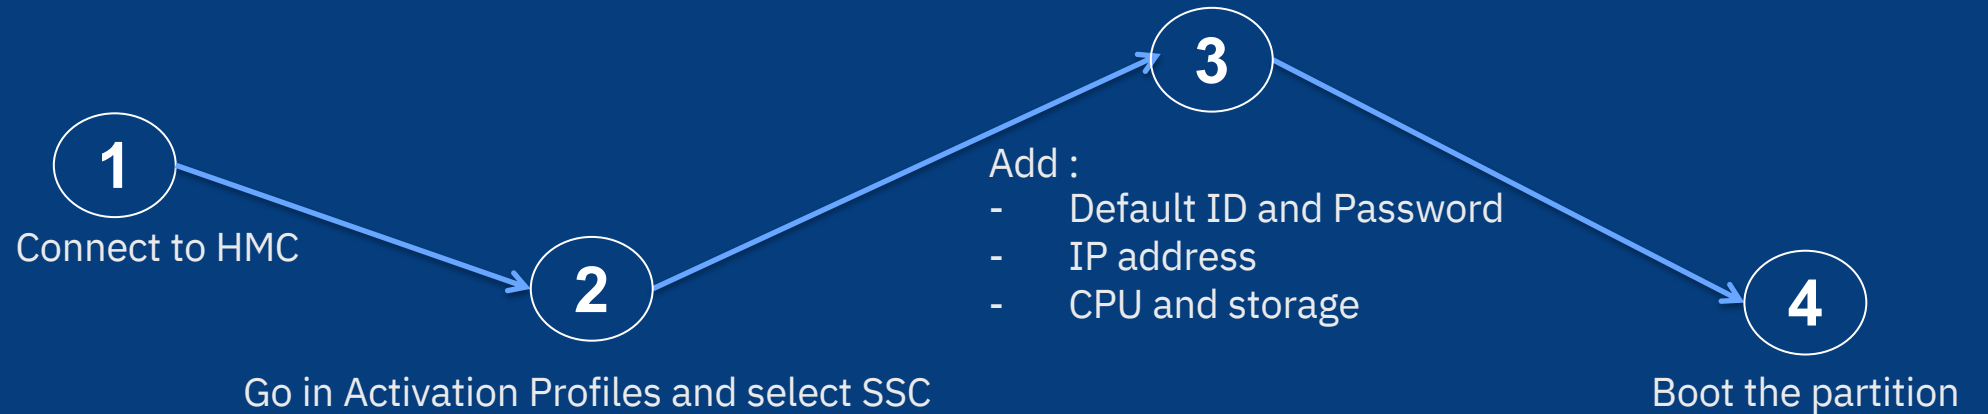 1
Connect to HMC
2
Go in Activation Profiles and select SSC
3
Add :
- Default ID and Password
- IP address
- CPU and storage
4
Boot the partition